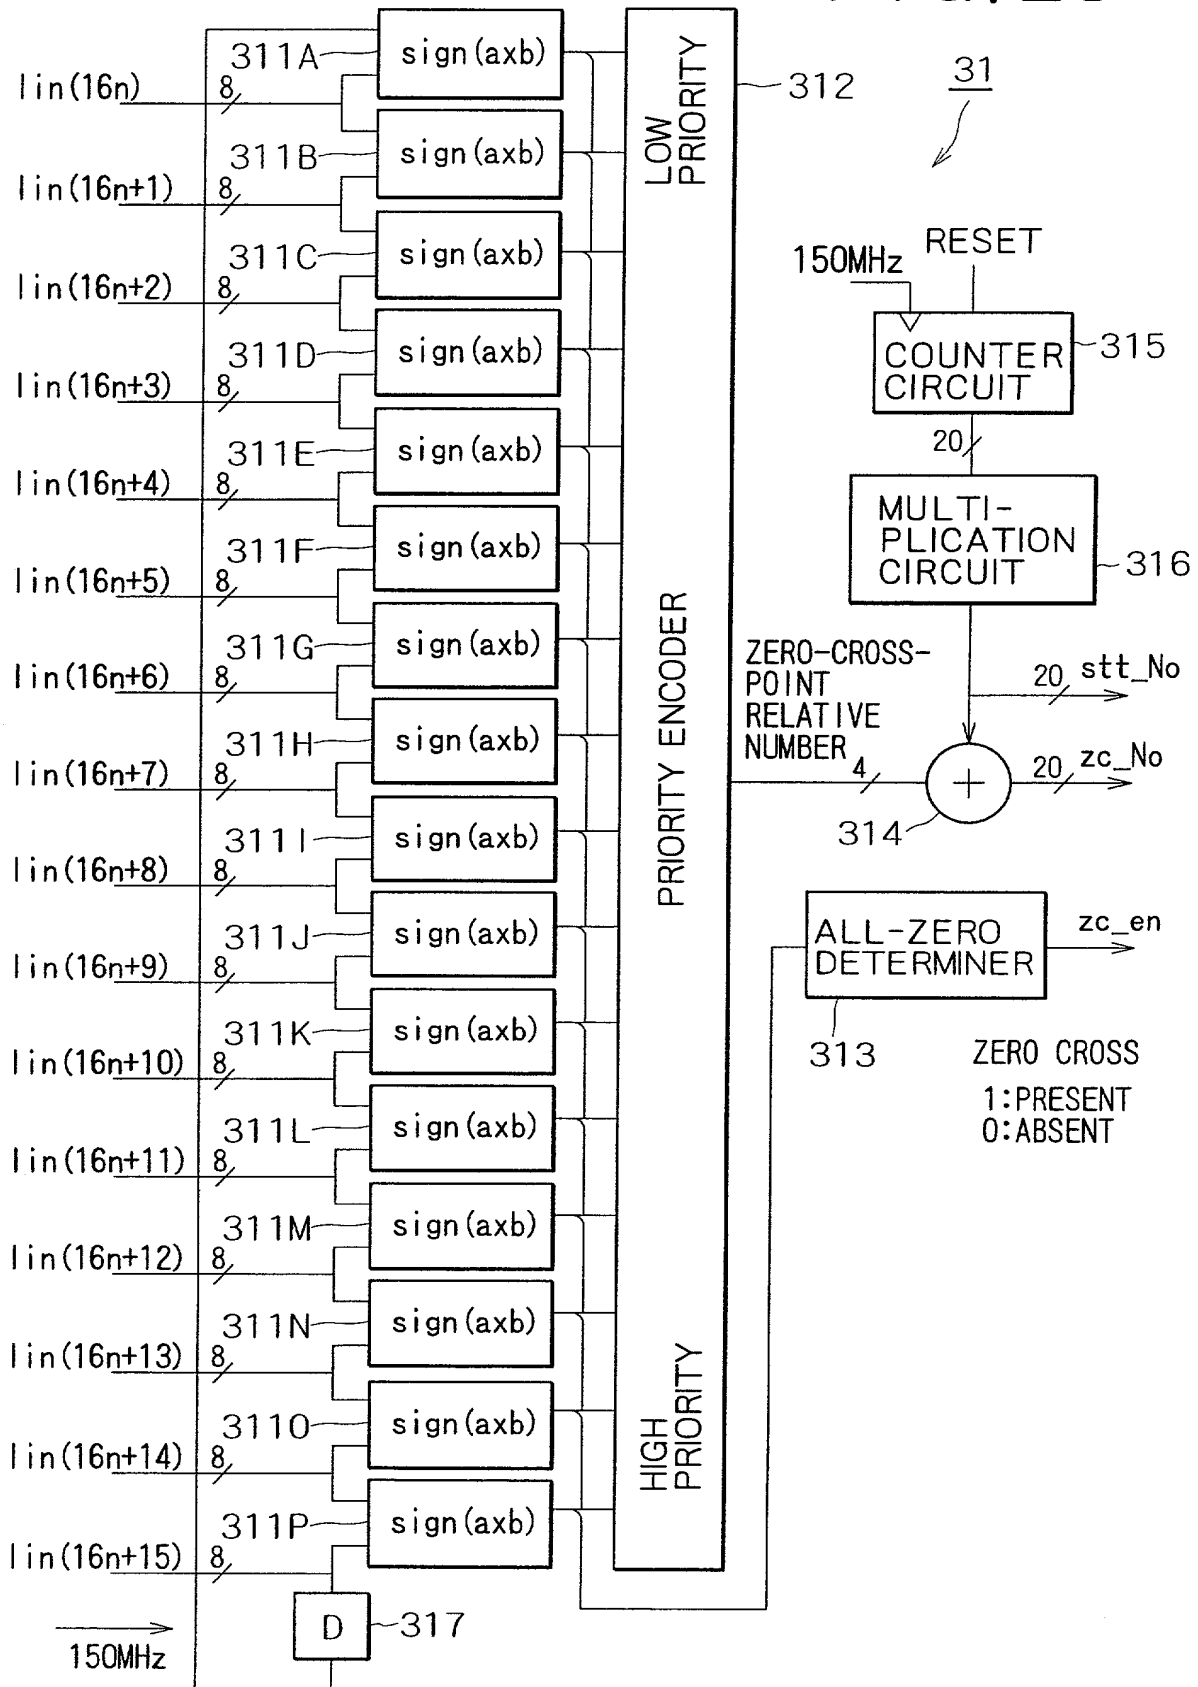 311A
sign(axb)
lin(16n)
8
311B
sign(axb)
lin(16n+1)
8
311C
sign(axb)
lin(16n+2)
8
311D
sign(axb)
lin(16n+3)
8
311E
sign(axb)
lin(16n+4)
8
311F
sign(axb)
lin(16n+5)
8
311G
sign(axb)
lin(16n+6)
8
311H
sign(axb)
lin(16n+7)
8
311I
sign(axb)
lin(16n+8)
8
311J
sign(axb)
lin(16n+9)
8
311K
sign(axb)
lin(16n+10)
8
311L
sign(axb)
lin(16n+11)
8
311M
sign(axb)
lin(16n+12)
8
311N
sign(axb)
lin(16n+13)
8
311O
sign(axb)
lin(16n+14)
8
311P
sign(axb)
lin(16n+15)
8
150MHz
D
317
LOW
PRIORITY
PRIORITY ENCODER
HIGH
PRIORITY
312
31
150MHz
RESET
COUNTER
CIRCUIT
315
20
MULTI-
PLICATION
CIRCUIT
316
20
stt_No
ZERO-CROSS-
POINT
RELATIVE
NUMBER
4
+
20
zc_No
314
ALL-ZERO
DETERMINER
zc_en
313
ZERO CROSS
1:PRESENT
0:ABSENT